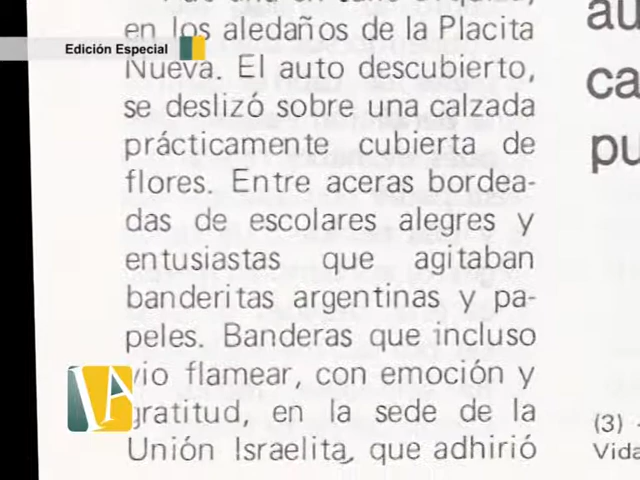 en los aledaños de la Placita
Edición Especial
Nueva. El auto descubierto,
se deslizó sobre una calzada
prácticamente cubierta de
flores. Entre aceras bordea-
das de escolares alegres y
entusiastas que agitaban
banderitas argentinas y pa-
peles. Banderas que incluso
vio flamear, con emoción y
gratitud, en la sede de la
Unión Israelita, que adhirió
au
ca
pu
(3)
Vida
VA